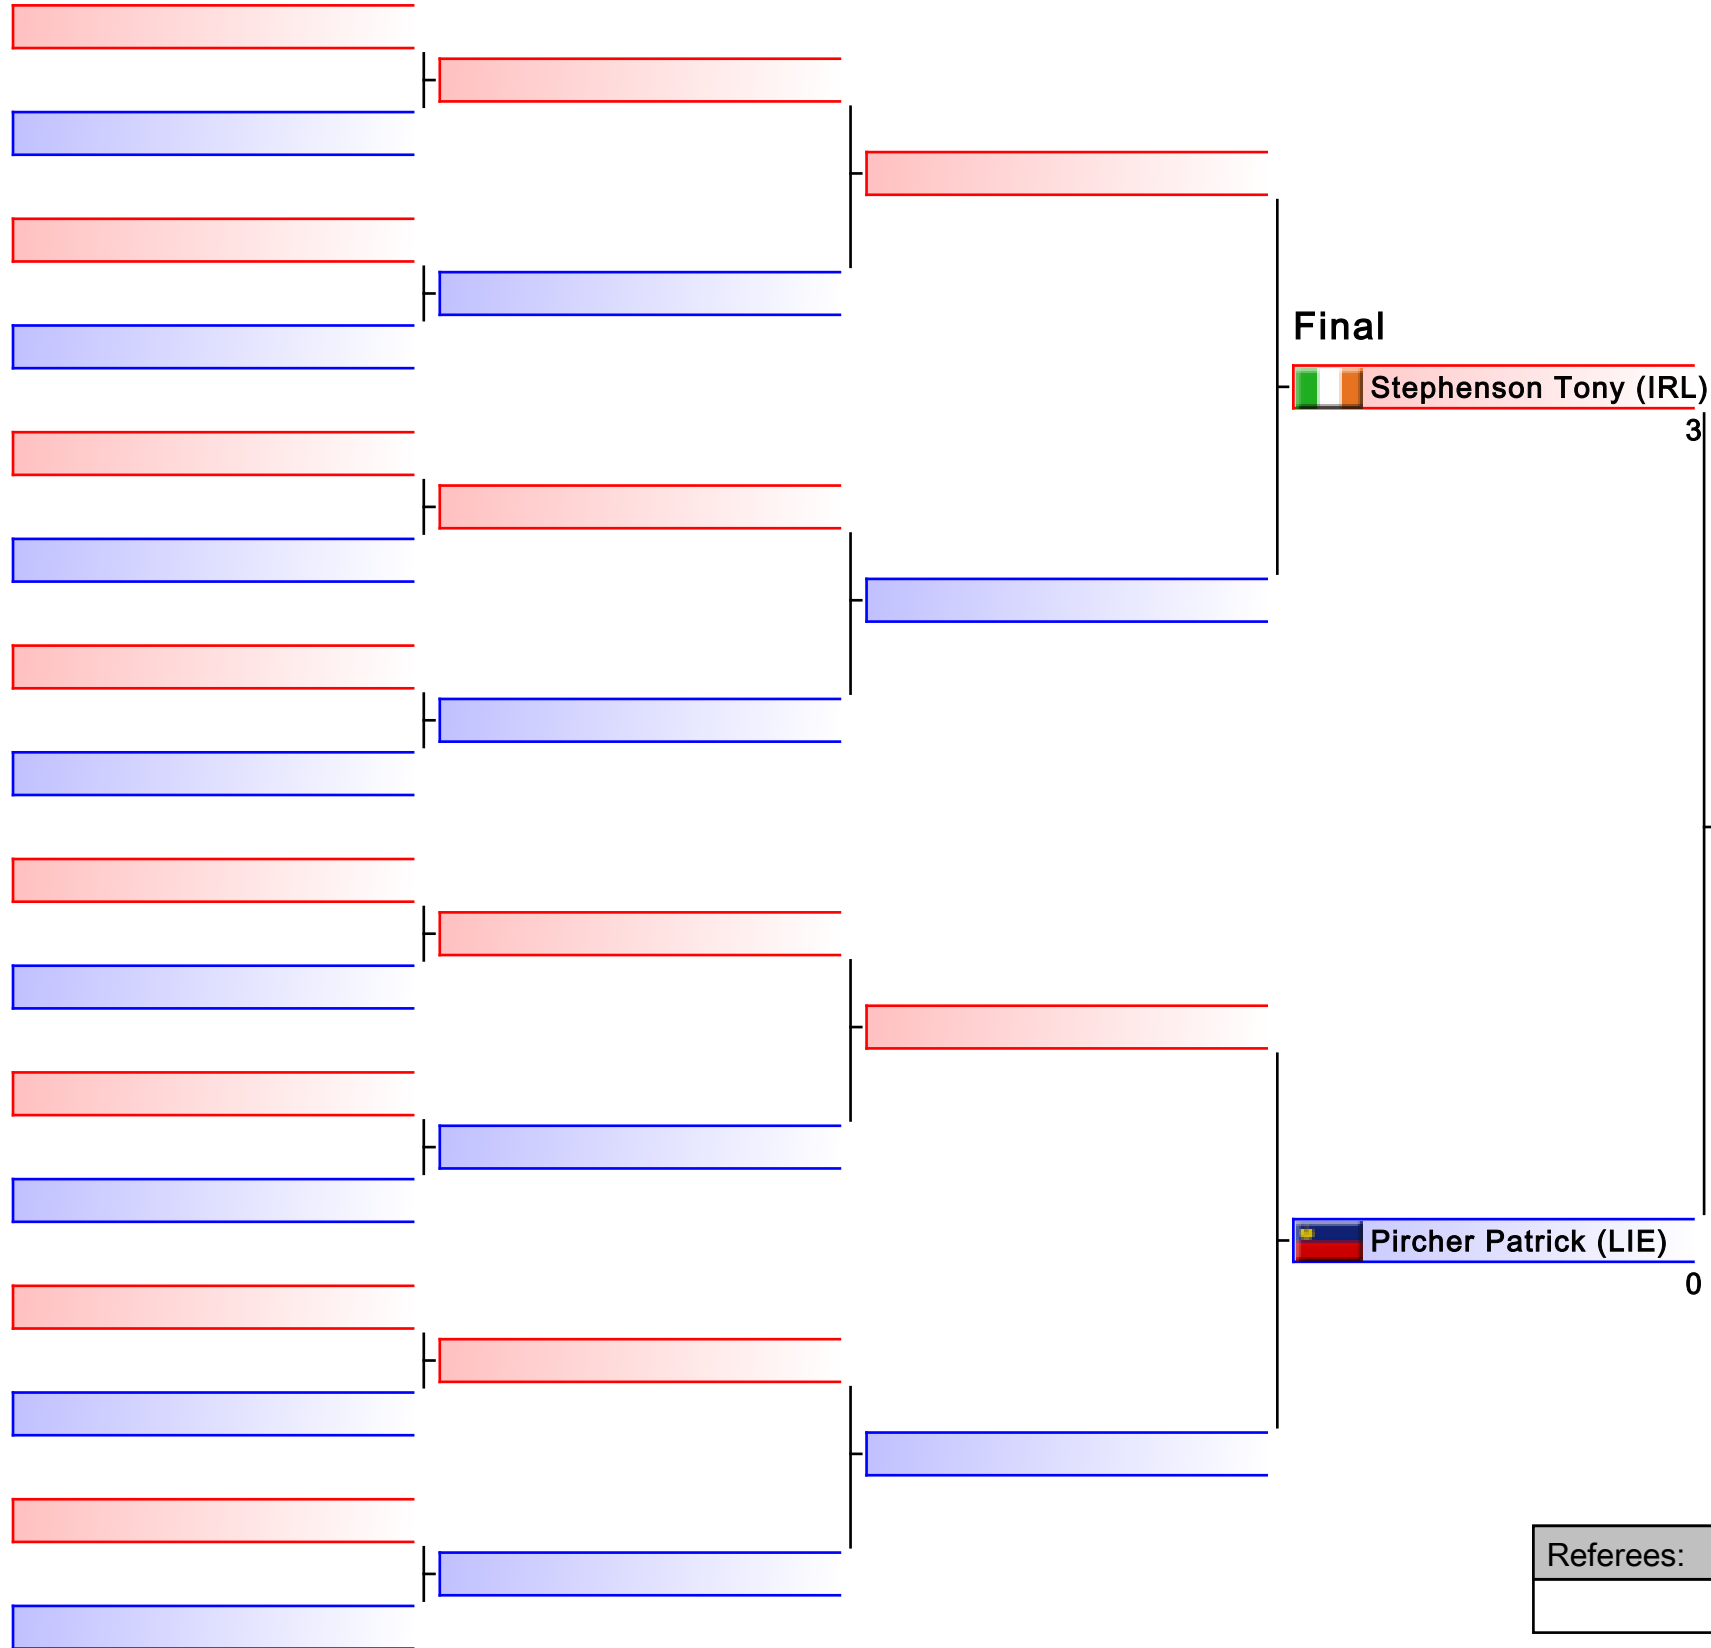 Final
Stephenson Tony (IRL)
3
Pircher Patrick (LIE)
0
Referees: